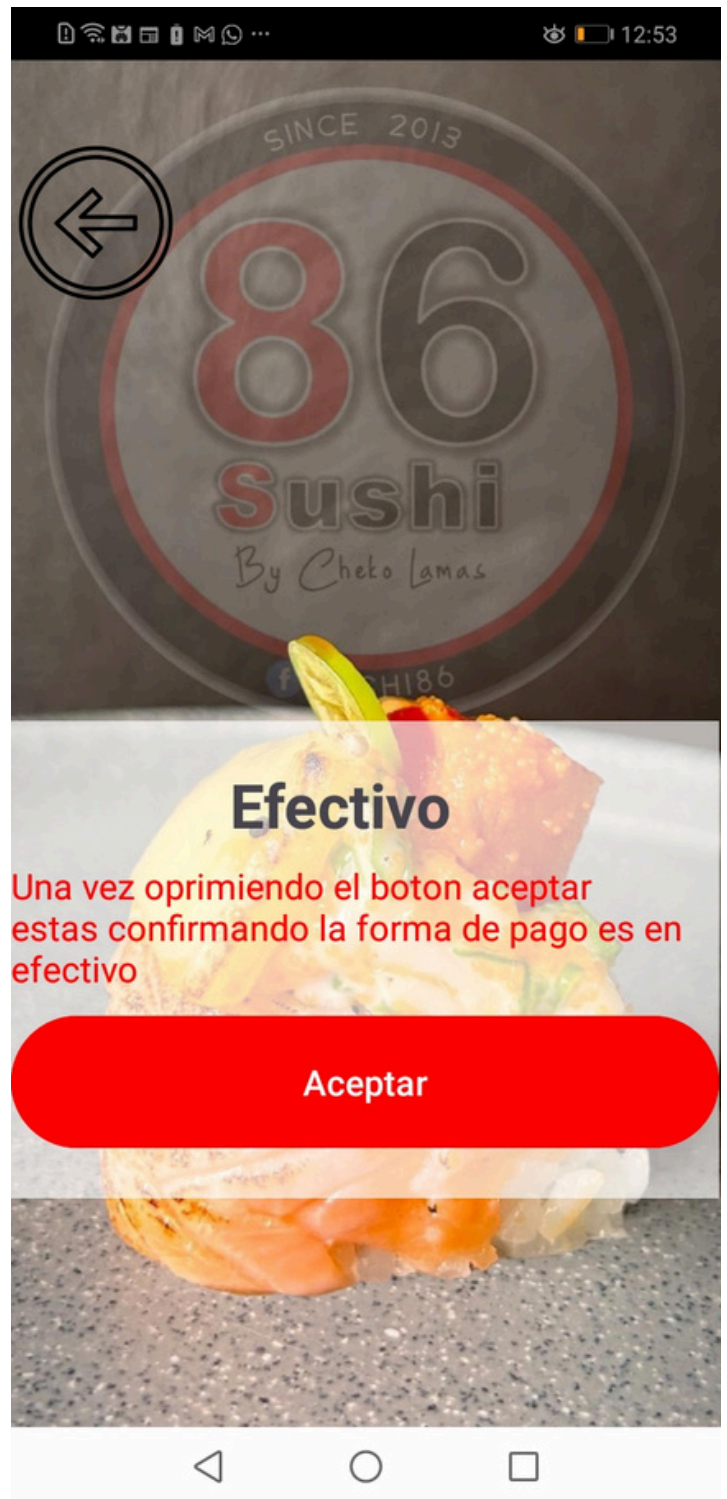 12:53
SINCE 2013
86
Sushi
By Cheko Lamas
HI86
Efectivo
Una vez oprimiendo el boton aceptar
estas confirmando la forma de pago es en
efectivo
Aceptar